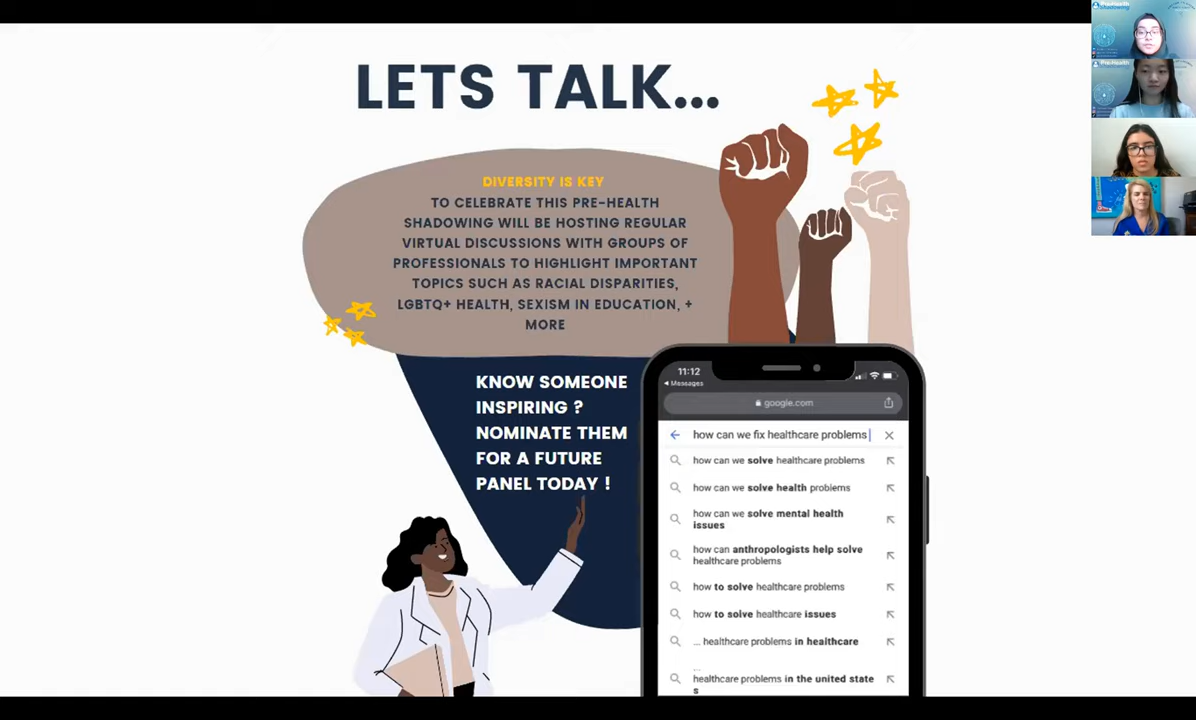 LETS TALK...
DIVERSITY IS KEY
TO CELEBRATE THIS PRE-HEALTH
SHADOWING WILL BE HOSTING REGULAR
VIRTUAL DISCUSSIONS WITH GROUPS OF
PROFESSIONALS TO HIGHLIGHT IMPORTANT
TOPICS SUCH AS RACIAL DISPARITIES,
LGBTQ+ HEALTH, SEXISM IN EDUCATION, +
MORE
KNOW SOMEONE
INSPIRING ?
NOMINATE THEM
FOR A FUTURE
PANEL TODAY !
11:12
Messages
google.com
how can we fix healthcare problems
how can we solve healthcare problems
how can we solve health problems
how can we solve mental health
issues
how can anthropologists help solve
healthcare problems
how to solve healthcare problems
how to solve healthcare issues
... healthcare problems in healthcare
...
healthcare problems in the united state
s
Pre-Health
Shadowing
Pre-Health